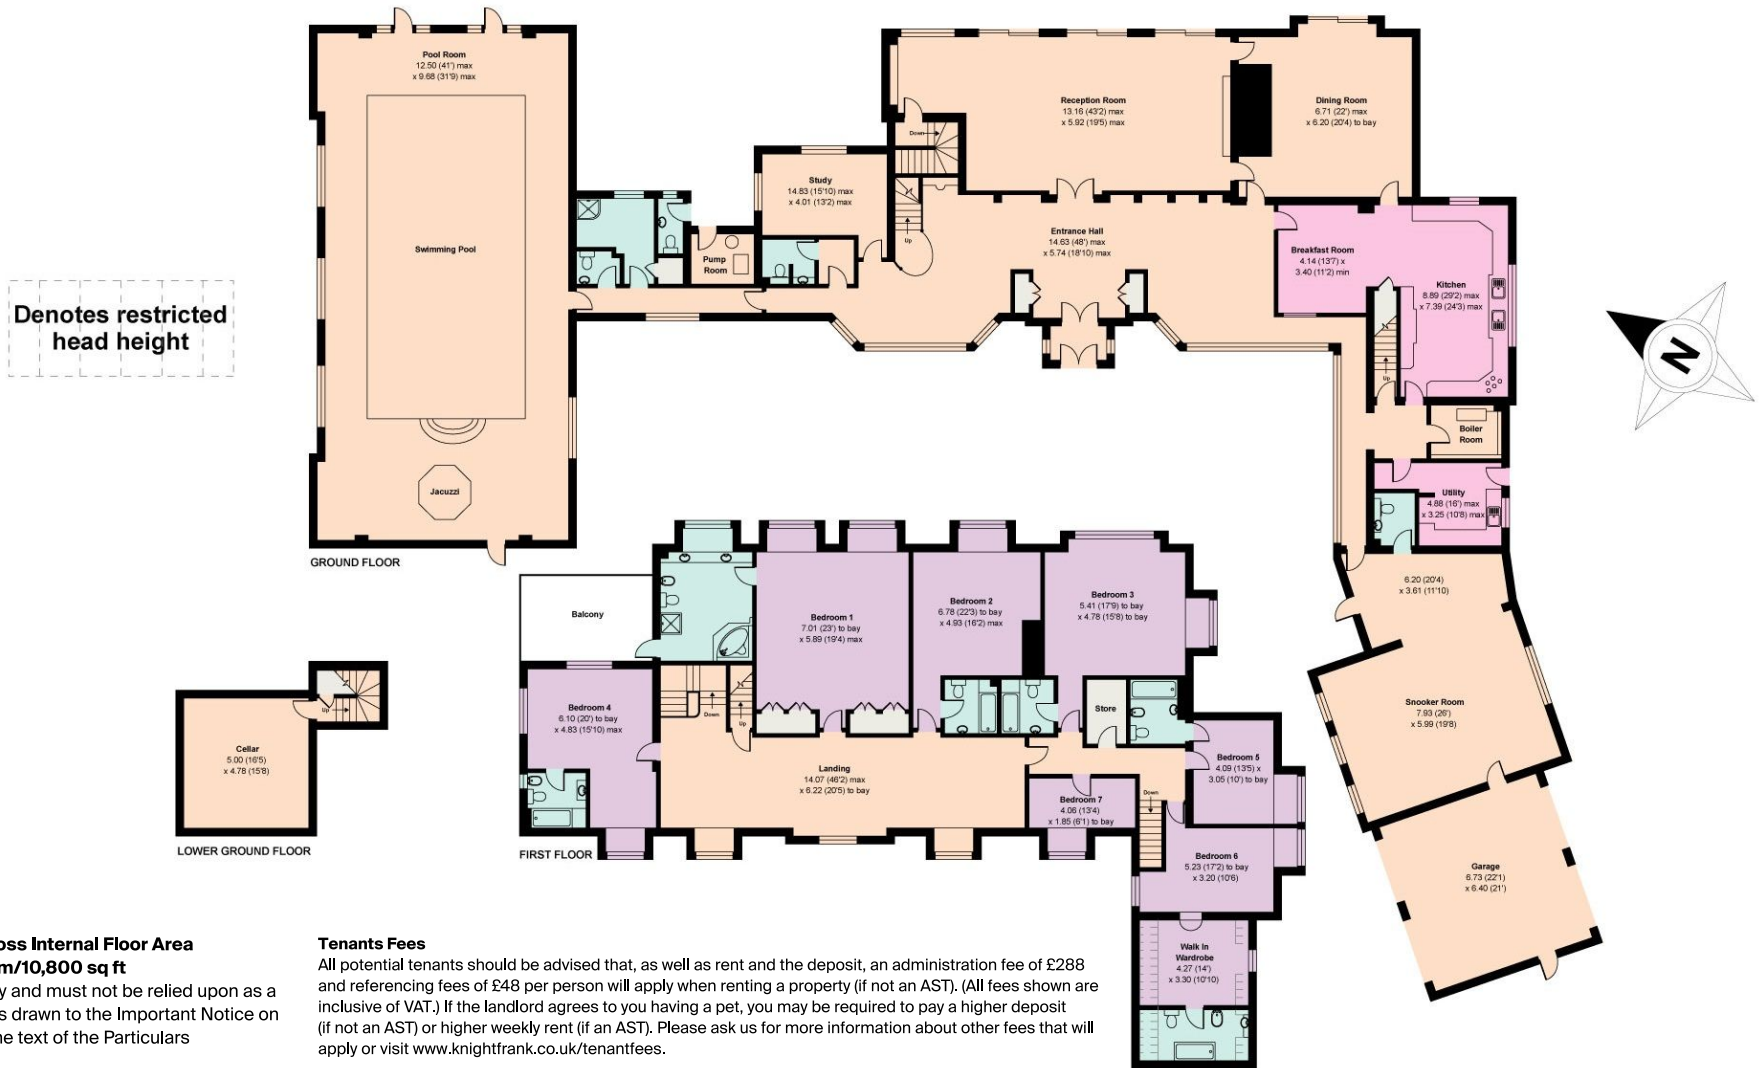 Pool Room
12.50 (41') max
x 9.68 (31'9) max
Swimming Pool
Jacuzzi
GROUND FLOOR
Pump
Room
Study
14.83 (15'10) max
x 4.01 (13'2) max
Down
Up
Reception Room
13.16 (43'2) max
x 5.92 (19'5) max
Dining Room
6.71 (22') max
x 6.20 (20'4) to bay
Entrance Hall
14.63 (48') max
x 5.74 (18'10) max
Breakfast Room
4.14 (13'7) x
3.40 (11'2) min
Kitchen
8.89 (29'2) max
x 7.39 (24'3) max
Up
Boiler
Room
Utility
4.88 (16') max
x 3.25 (10'8) max
6.20 (20'4)
x 3.61 (11'10)
Snooker Room
7.93 (26')
x 5.99 (19'8)
Garage
6.73 (22'1)
x 6.40 (21')
N
Denotes restricted
head height
Cellar
5.00 (16'5)
x 4.78 (15'8)
Up
LOWER GROUND FLOOR
Balcony
Bedroom 1
7.01 (23') to bay
x 5.89 (19'4) max
Bedroom 2
6.78 (22'3) to bay
x 4.93 (16'2) max
Bedroom 3
5.41 (17'9) to bay
x 4.78 (15'8) to bay
Bedroom 4
6.10 (20') to bay
x 4.83 (15'10) max
Down
Up
Store
Landing
14.07 (46'2) max
x 6.22 (20'5) to bay
Bedroom 5
4.09 (13'5) x
3.05 (10') to bay
Bedroom 7
4.06 (13'4)
x 1.85 (6'1) to bay
Down
Bedroom 6
5.23 (17'2) to bay
x 3.20 (10'6)
Walk In
Wardrobe
4.27 (14')
x 3.30 (10'10)
FIRST FLOOR
oss Internal Floor Area
m/10,800 sq ft
y and must not be relied upon as a
s drawn to the Important Notice on
he text of the Particulars
Tenants Fees
All potential tenants should be advised that, as well as rent and the deposit, an administration fee of £288
and referencing fees of £48 per person will apply when renting a property (if not an AST). (All fees shown are
inclusive of VAT.) If the landlord agrees to you having a pet, you may be required to pay a higher deposit
(if not an AST) or higher weekly rent (if an AST). Please ask us for more information about other fees that will
apply or visit www.knightfrank.co.uk/tenantfees.